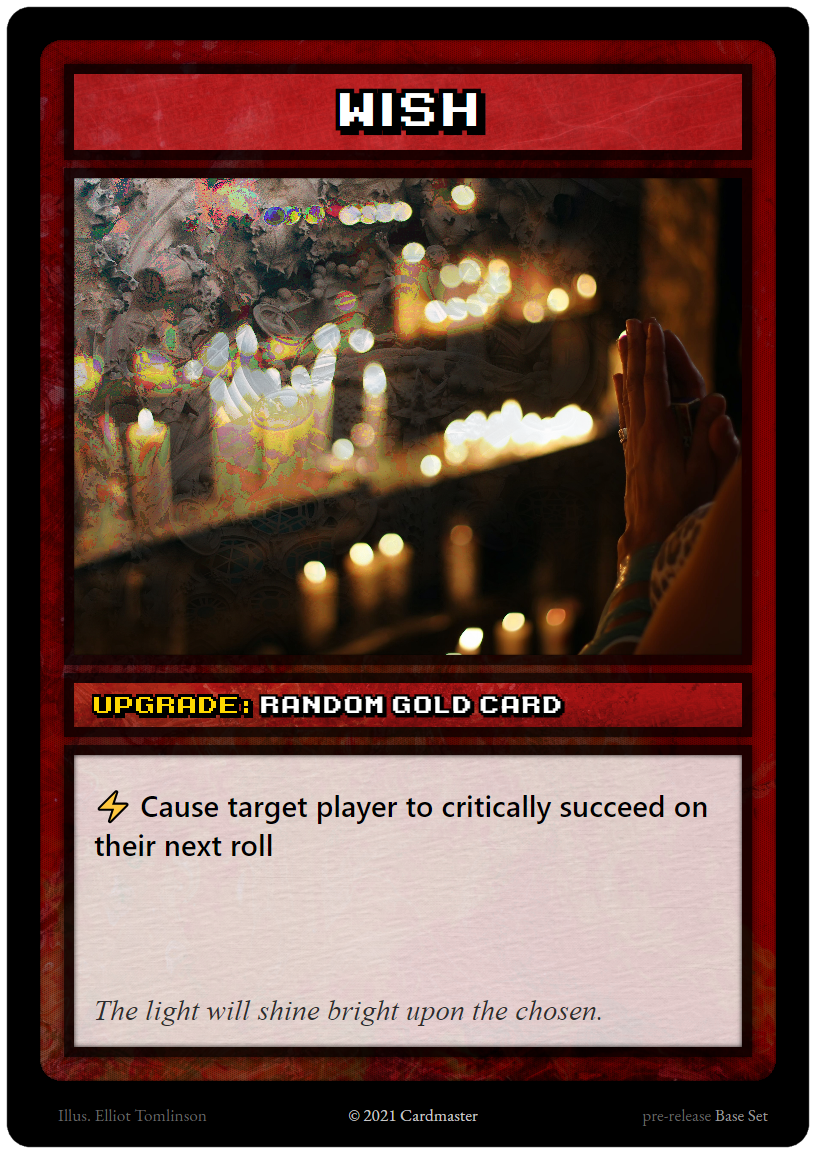 WISH
UPGRADE: RANDOM GOLD CARD
⚡ Cause target player to critically succeed on
their next roll
The light will shine bright upon the chosen.
Illus. Elliot Tomlinson © 2021 Cardmaster pre-release Base Set